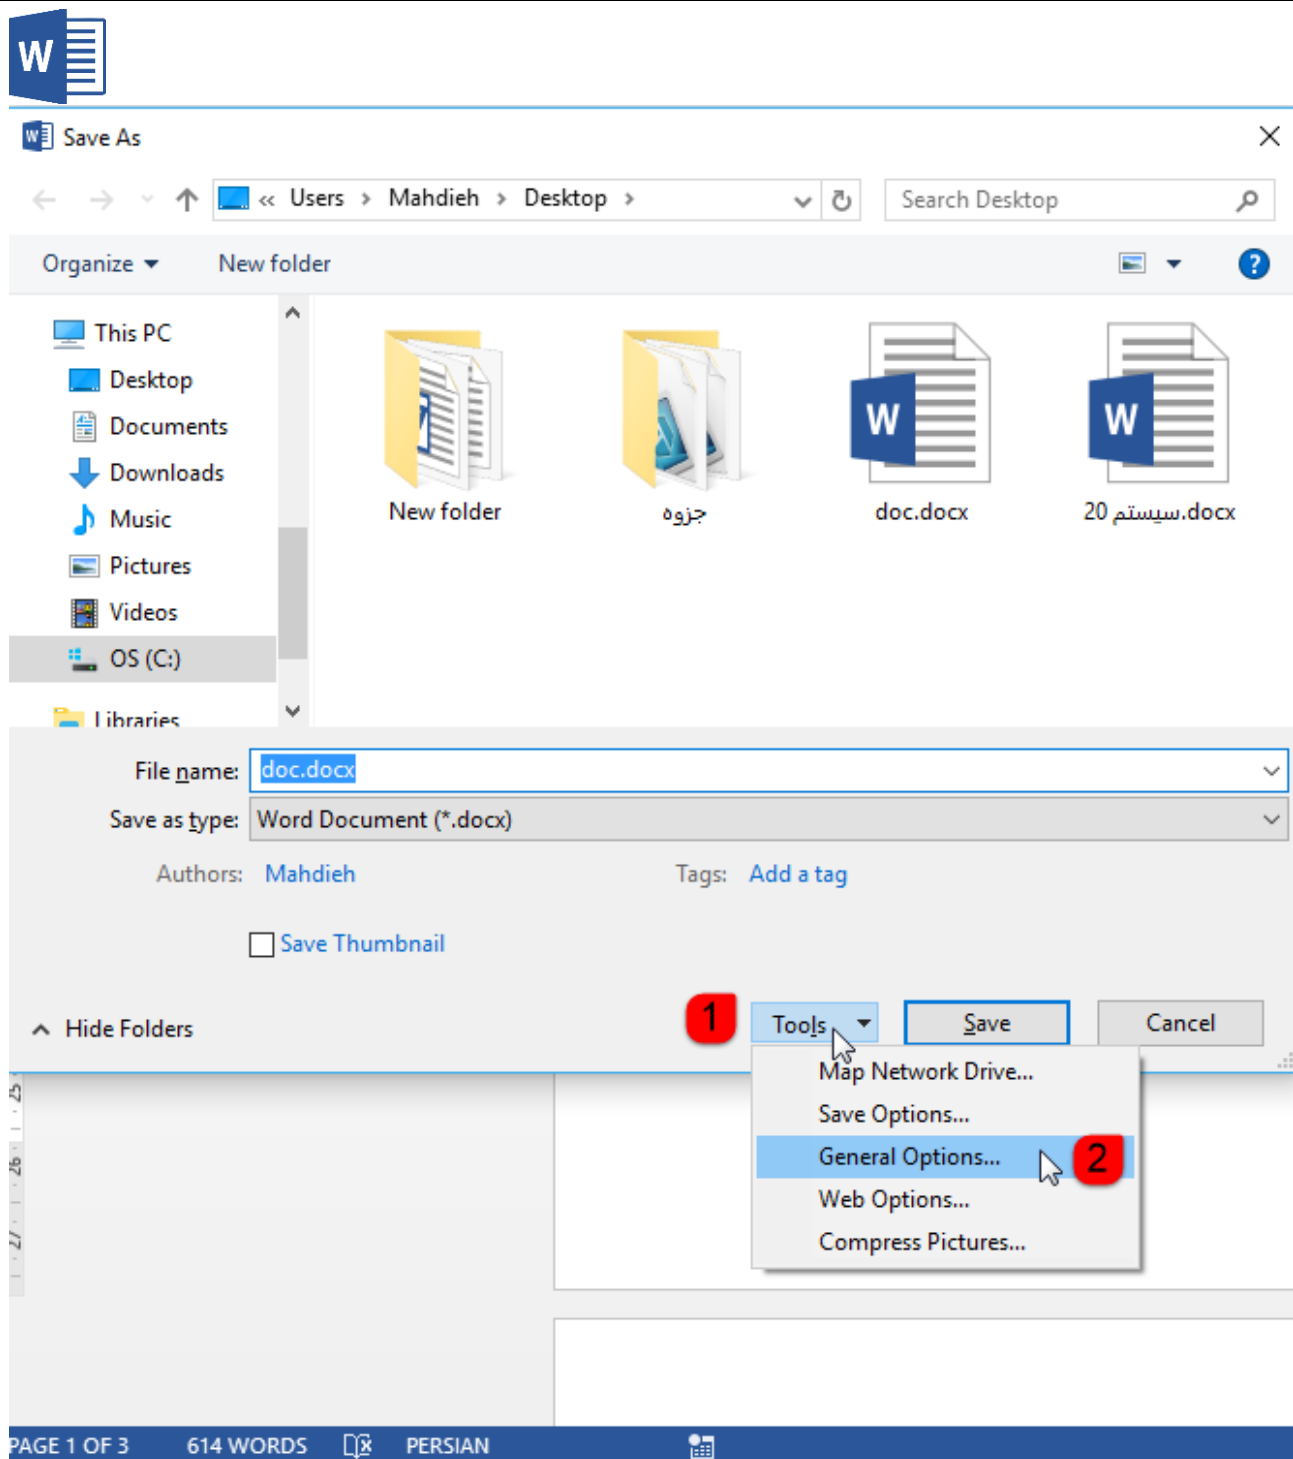 W
Save As
« Users > Mahdieh > Desktop >
Search Desktop
Organize
New folder
This PC
Desktop
Documents
Downloads
Music
Pictures
Videos
OS (C:)
Libraries
New folder
جزوه
doc.docx
سیستم 20.docx
File name: doc.docx
Save as type: Word Document (*.docx)
Authors: Mahdieh
Tags: Add a tag
Save Thumbnail
Hide Folders
1
Tools
Save
Cancel
Map Network Drive...
Save Options...
General Options...
2
Web Options...
Compress Pictures...
25
26
27
PAGE 1 OF 3
614 WORDS
PERSIAN